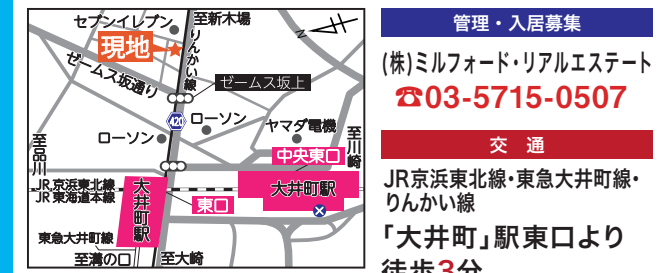 セブンイレブン
至新木場
現地
りんかい線
ゼームス坂通り
ゼームス坂上
N
420
ローソン
ローソン
ヤマダ電機
至川崎
中央東口
至品川
JR京浜東北線
JR東海道本線
大井町駅
大井町駅
東口
東急大井町線
至溝の口
至大崎
管理・入居募集
(株)ミルフォード・リアルエステート
☎03-5715-0507
交 通
JR京浜東北線・東急大井町線・
りんかい線
「大井町」駅東口より
徒歩3分